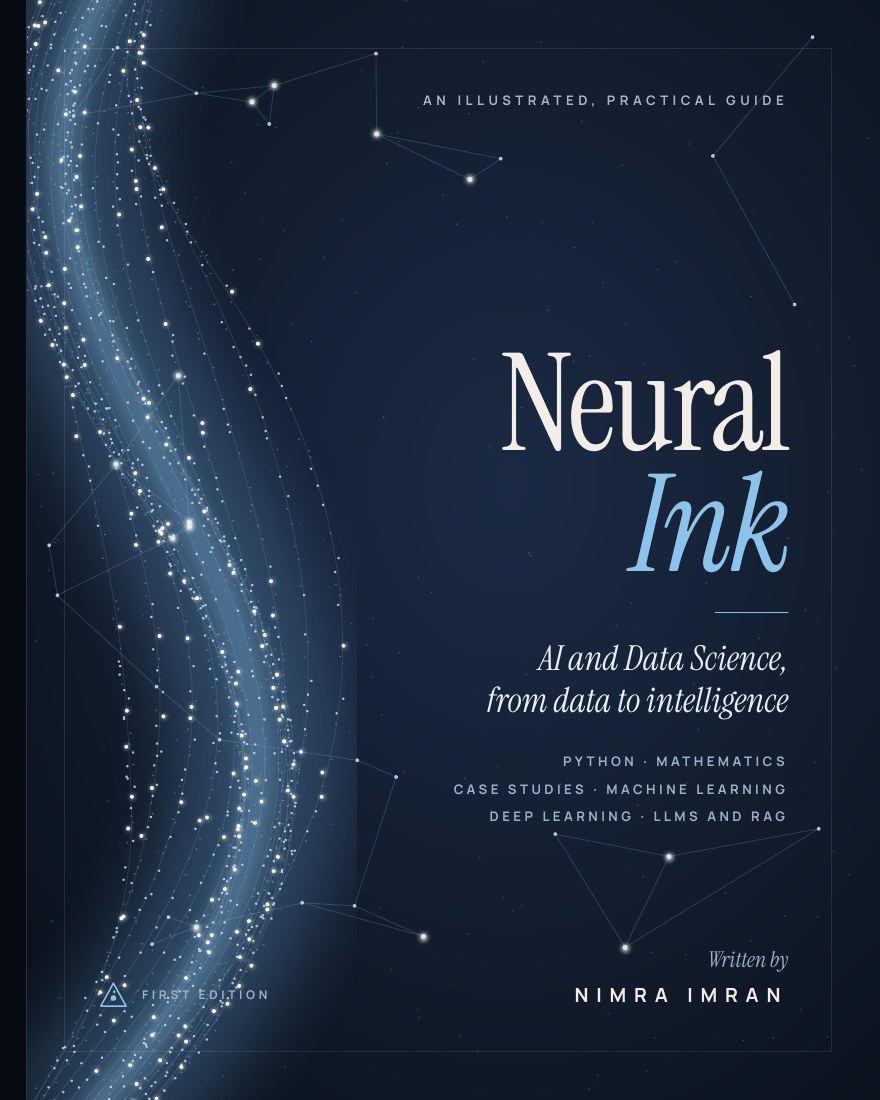 AN ILLUSTRATED, PRACTICAL GUIDE
Neural
Ink
AI and Data Science,
from data to intelligence
PYTHON · MATHEMATICS
CASE STUDIES · MACHINE LEARNING
DEEP LEARNING · LLMS AND RAG
Written by
NIMRA IMRAN
FIRST EDITION